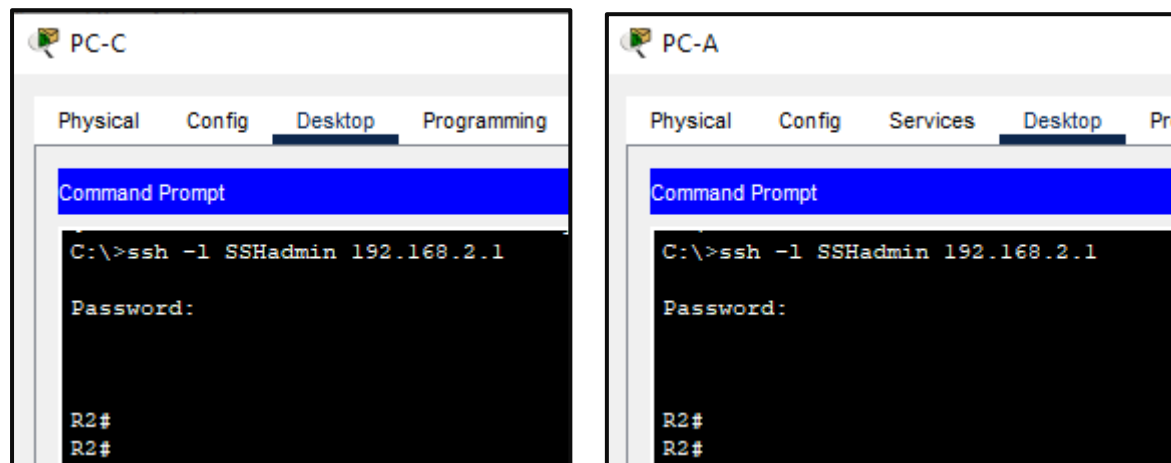 PC-C
Physical Config Desktop Programming
Command Prompt
C:\>ssh -l SSHadmin 192.168.2.1
Password:
R2#
R2#
PC-A
Physical Config Services Desktop Pr
Command Prompt
C:\>ssh -l SSHadmin 192.168.2.1
Password:
R2#
R2#